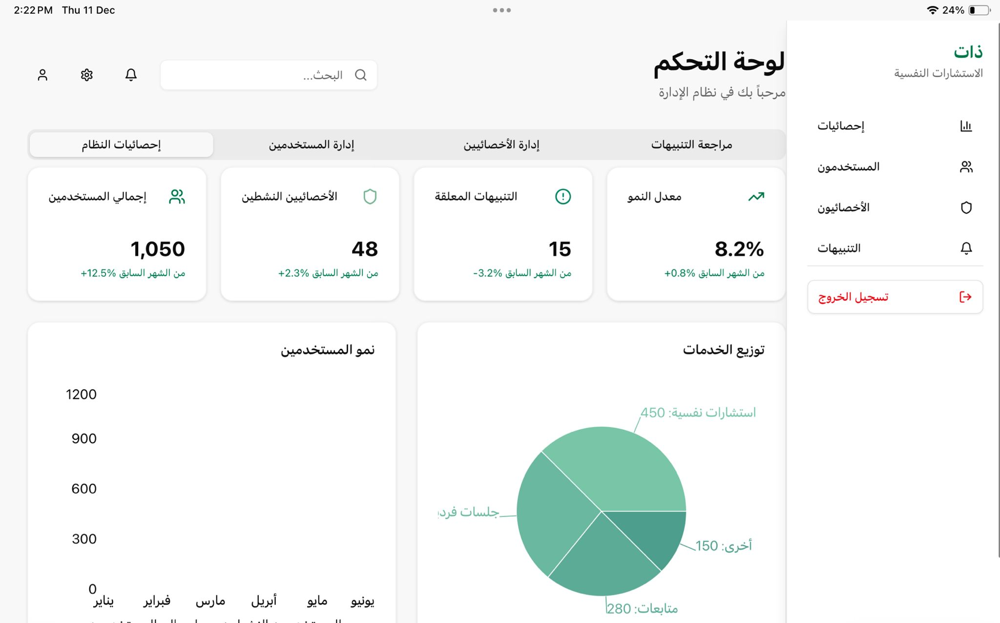 2:22 PM Thu 11 Dec
24%
ذات
الاستشارات النفسية
إحصائيات
المستخدمون
الأخصائيون
التنبيهات
تسجيل الخروج
لوحة التحكم
مرحباً بك في نظام الإدارة
البحث...
مراجعة التنبيهات
إدارة الأخصائيين
إدارة المستخدمين
إحصائيات النظام
معدل النمو
8.2%
+0.8% من الشهر السابق
التنبيهات المعلقة
15
-3.2% من الشهر السابق
الأخصائيين النشطين
48
+2.3% من الشهر السابق
إجمالي المستخدمين
1,050
+12.5% من الشهر السابق
توزيع الخدمات
استشارات نفسية: 450
جلسات
أخرى: 150
متابعات: 280
نمو المستخدمين
1200
900
600
300
0
يناير فبراير مارس أبريل مايو يونيو